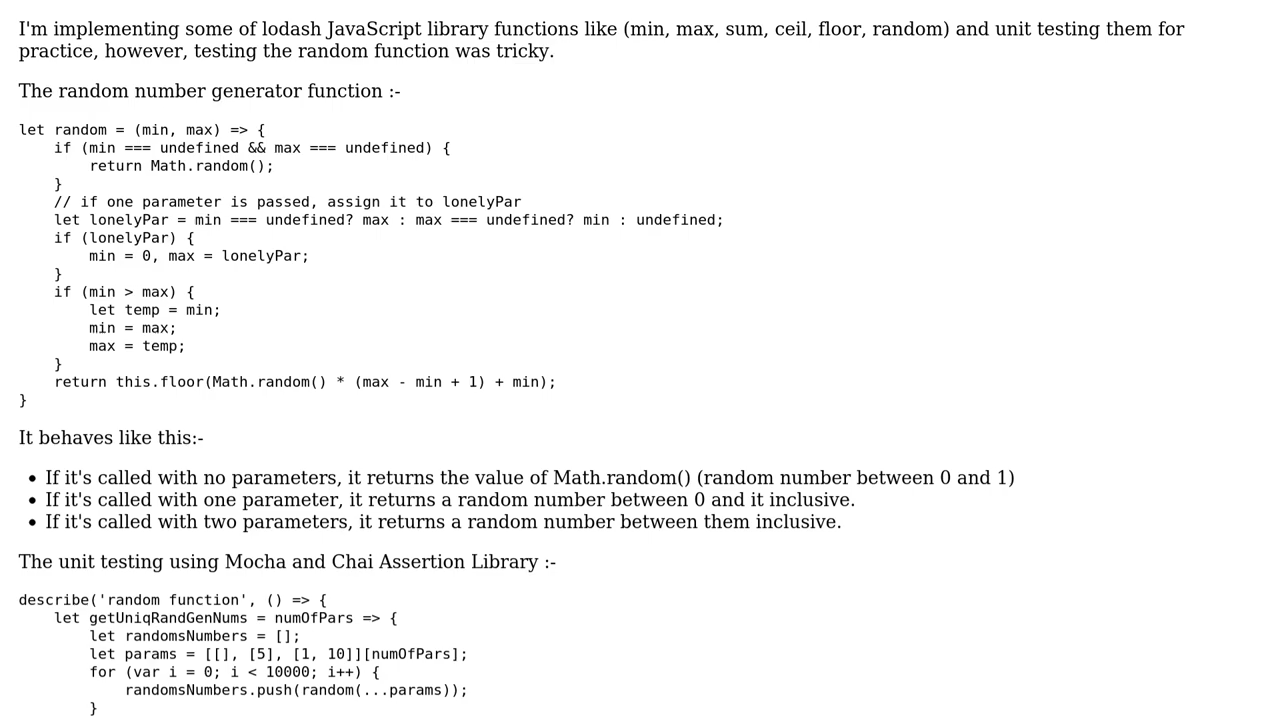 I'm implementing some of lodash JavaScript library functions like (min, max, sum, ceil, floor, random) and unit testing them for
practice, however, testing the random function was tricky.
The random number generator function :-
let random = (min, max) => {
    if (min === undefined && max === undefined) {
        return Math.random();
    }
    // if one parameter is passed, assign it to lonelyPar
    let lonelyPar = min === undefined? max : max === undefined? min : undefined;
    if (lonelyPar) {
        min = 0, max = lonelyPar;
    }
    if (min > max) {
        let temp = min;
        min = max;
        max = temp;
    }
    return this.floor(Math.random() * (max - min + 1) + min);
}
It behaves like this:-
• If it's called with no parameters, it returns the value of Math.random() (random number between 0 and 1)
• If it's called with one parameter, it returns a random number between 0 and it inclusive.
• If it's called with two parameters, it returns a random number between them inclusive.
The unit testing using Mocha and Chai Assertion Library :-
describe('random function', () => {
    let getUniqRandGenNums = numOfPars => {
        let randomsNumbers = [];
        let params = [[], [5], [1, 10]][numOfPars];
        for (var i = 0; i < 10000; i++) {
            randomsNumbers.push(random(...params));
        }